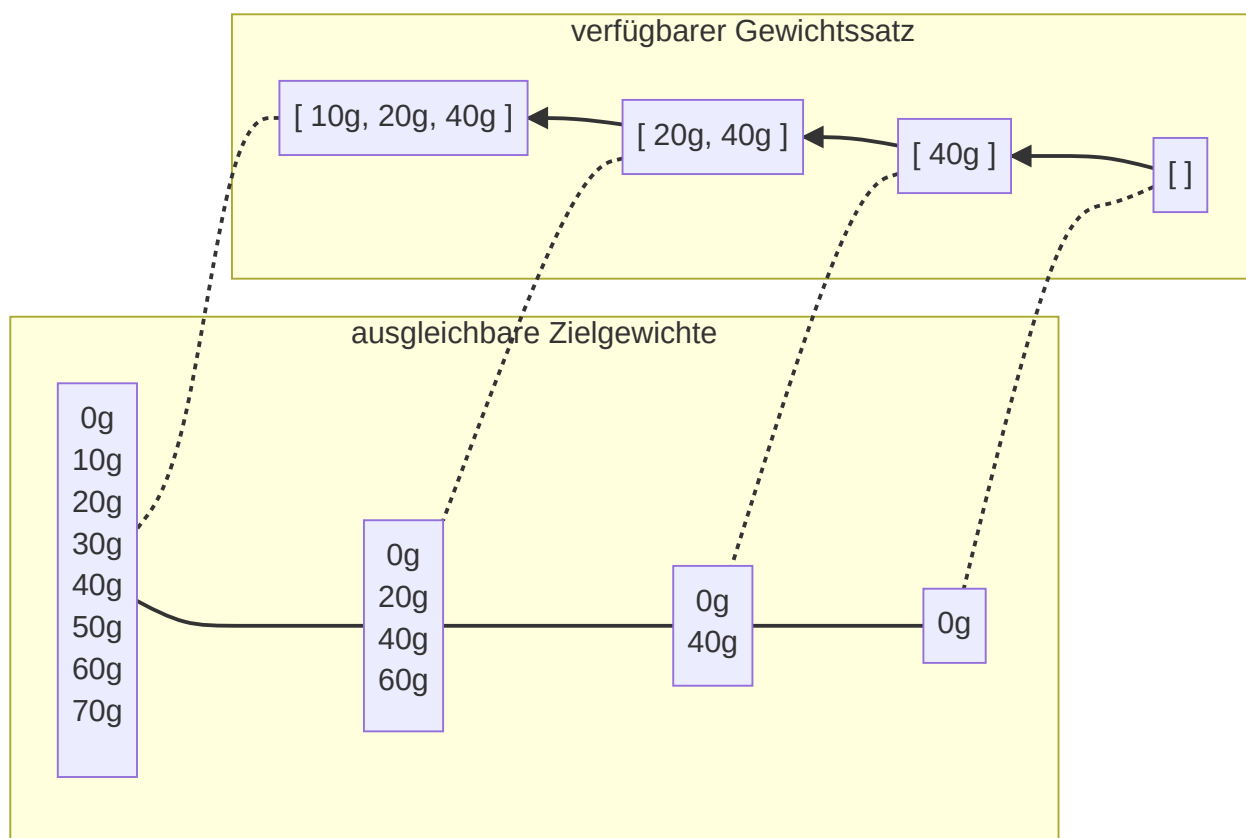 verfügbarer Gewichtssatz
[ 10g, 20g, 40g ]
[ 20g, 40g ]
[ 40g ]
[ ]
ausgleichbare Zielgewichte
0g
10g
20g
30g
40g
50g
60g
70g
0g
20g
40g
60g
0g
40g
0g